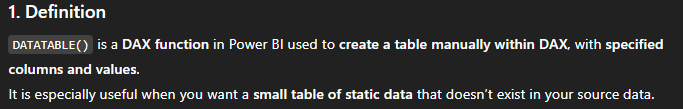 1. Definition
DATATABLE() is a DAX function in Power BI used to create a table manually within DAX, with specified
columns and values.
It is especially useful when you want a small table of static data that doesn’t exist in your source data.